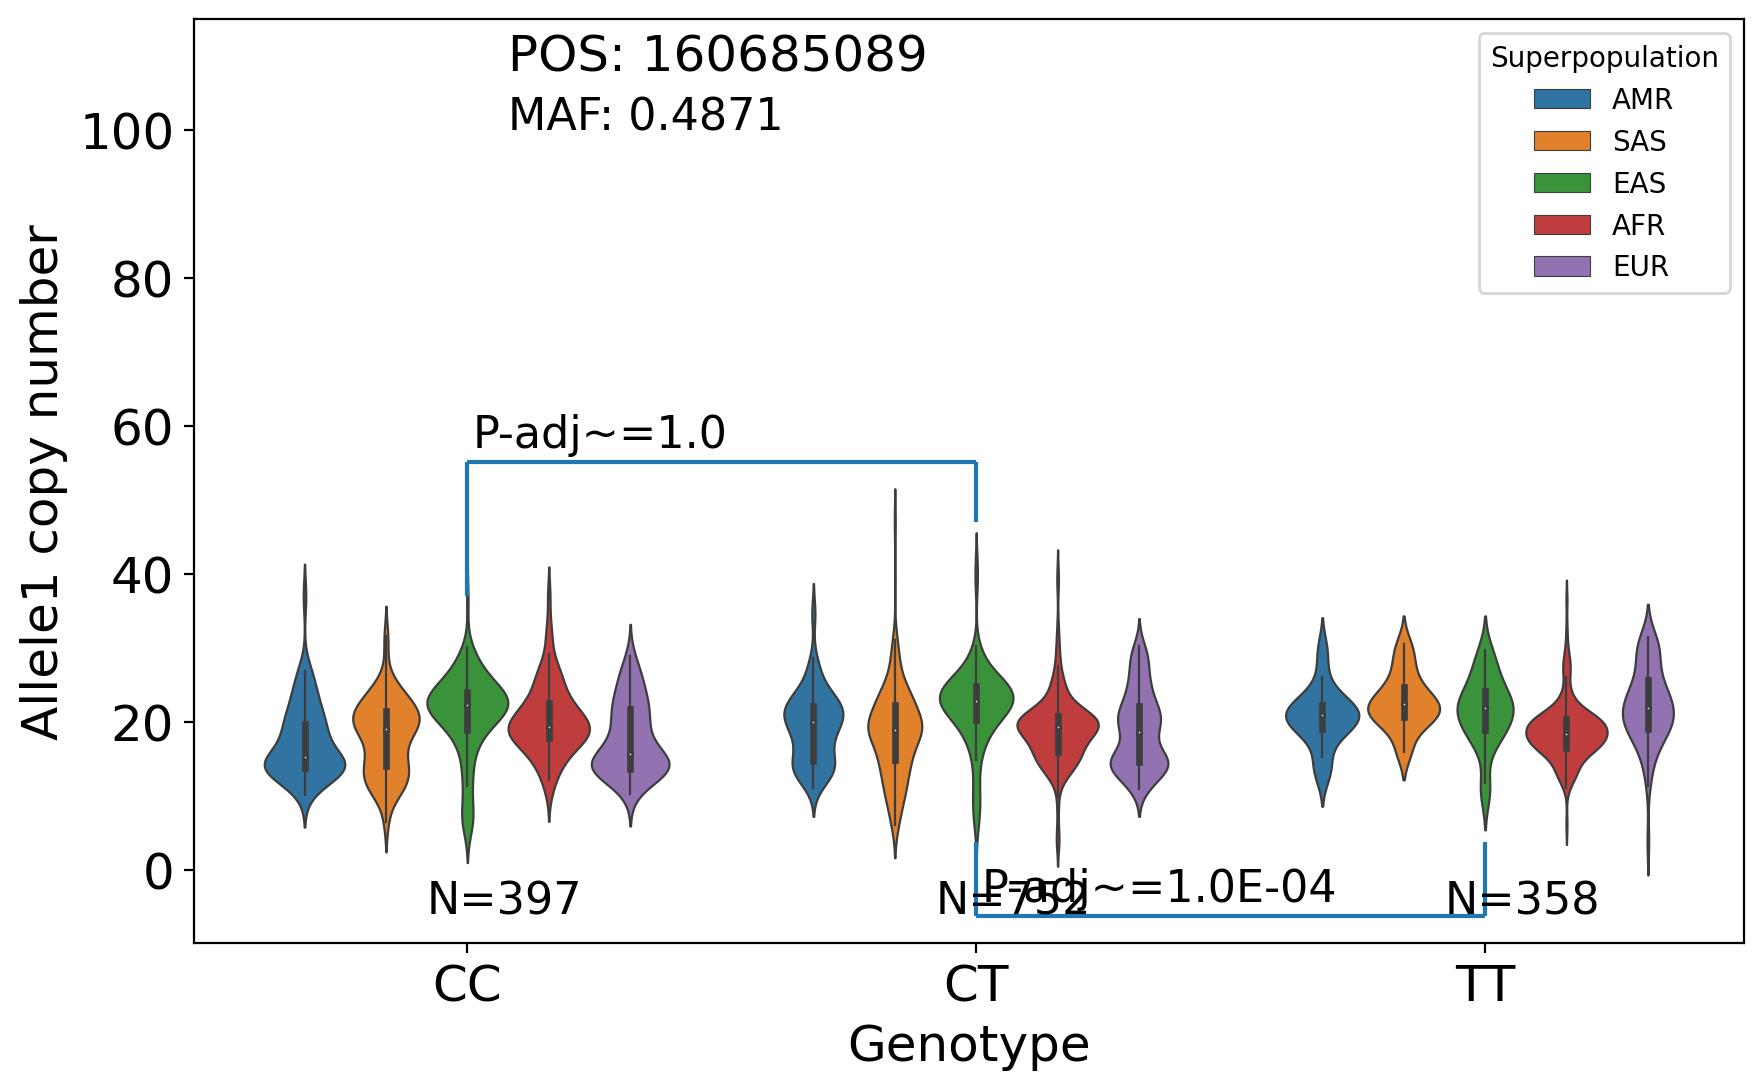 POS: 160685089
MAF: 0.4871
Superpopulation
AMR
SAS
EAS
AFR
EUR
Allele1 copy number
100
80
60
40
20
0
P-adj~=1.0
P-adj~=1.0E-04
N=397
N=752
N=358
CC
CT
TT
Genotype